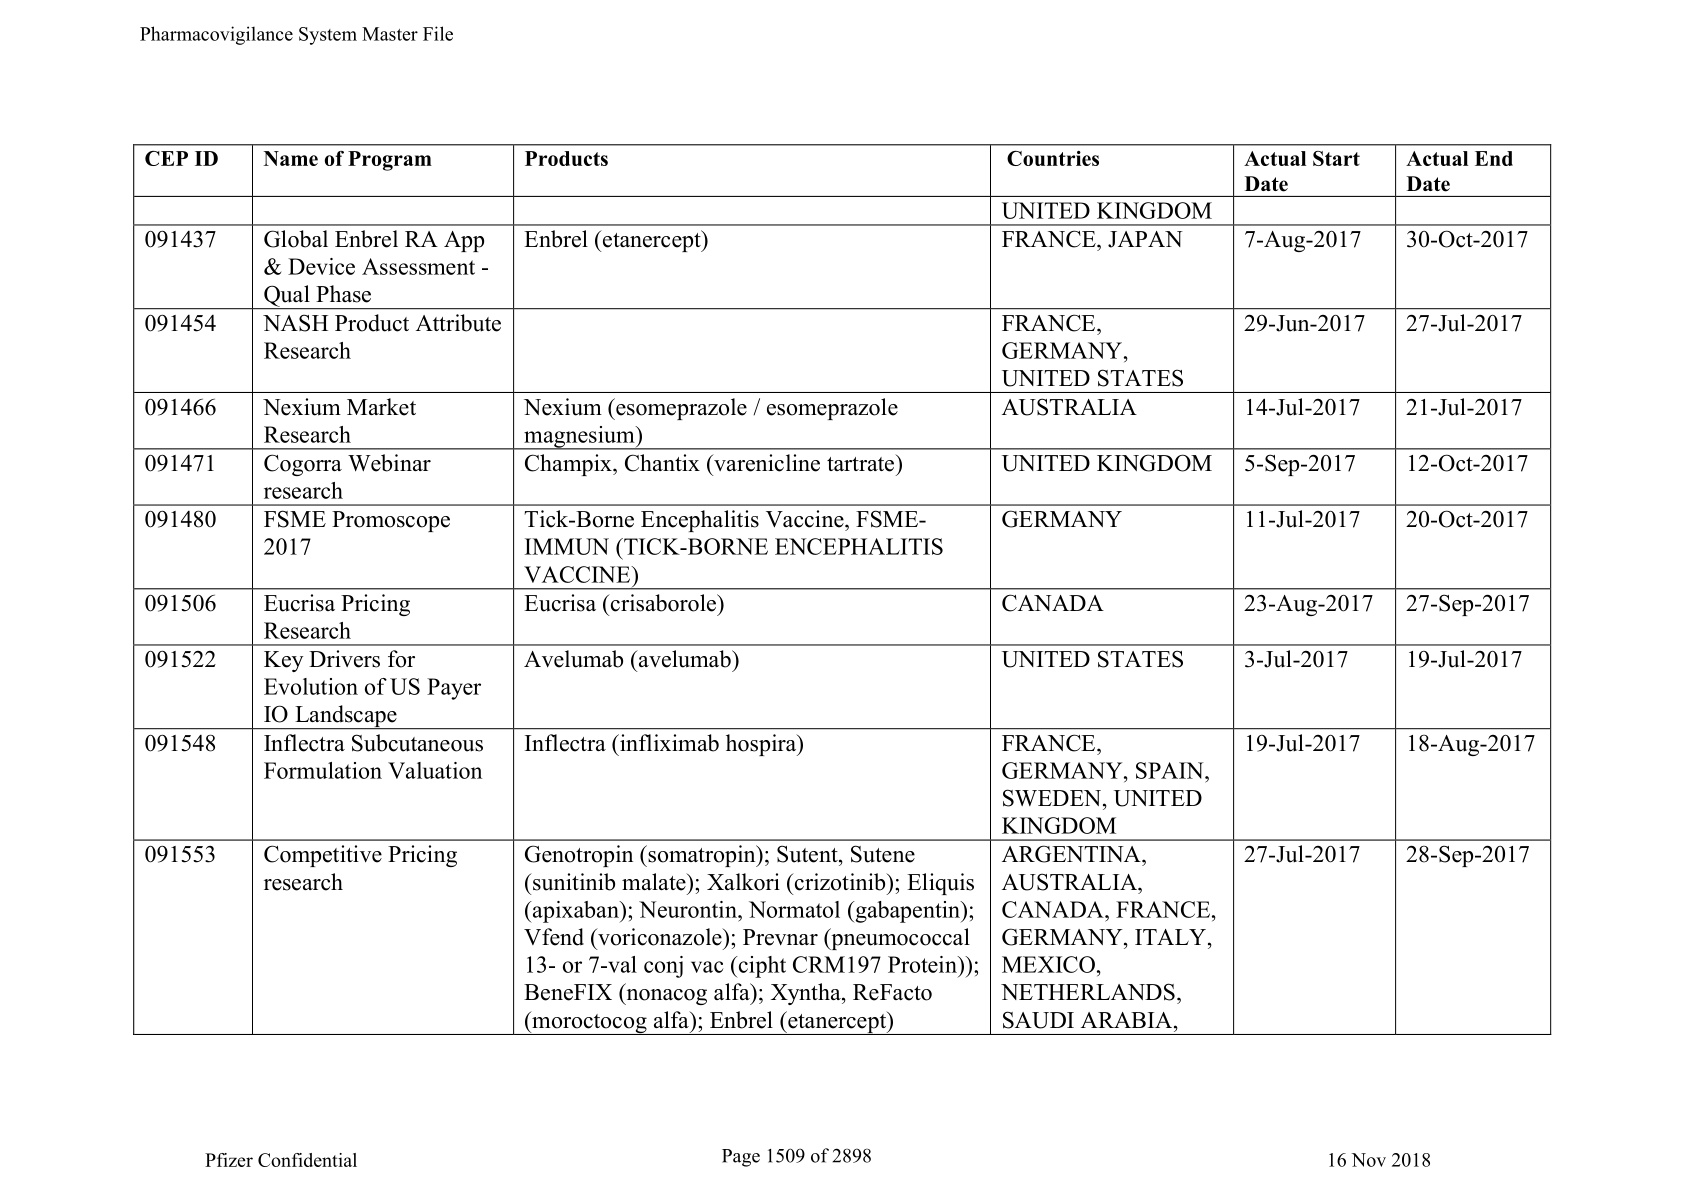 Pharmacovigilance System Master File
CEP ID Name of Program Products Countries Actual Start Date Actual End Date
UNITED KINGDOM
091437 Global Enbrel RA App & Device Assessment - Qual Phase Enbrel (etanercept) FRANCE, JAPAN 7-Aug-2017 30-Oct-2017
091454 NASH Product Attribute Research FRANCE, GERMANY, UNITED STATES 29-Jun-2017 27-Jul-2017
091466 Nexium Market Research Nexium (esomeprazole / esomeprazole magnesium) AUSTRALIA 14-Jul-2017 21-Jul-2017
091471 Cogorra Webinar research Champix, Chantix (varenicline tartrate) UNITED KINGDOM 5-Sep-2017 12-Oct-2017
091480 FSME Promoscope 2017 Tick-Borne Encephalitis Vaccine, FSME-IMMUN (TICK-BORNE ENCEPHALITIS VACCINE) GERMANY 11-Jul-2017 20-Oct-2017
091506 Eucrisa Pricing Research Eucrisa (crisaborole) CANADA 23-Aug-2017 27-Sep-2017
091522 Key Drivers for Evolution of US Payer IO Landscape Avelumab (avelumab) UNITED STATES 3-Jul-2017 19-Jul-2017
091548 Inflectra Subcutaneous Formulation Valuation Inflectra (infliximab hospira) FRANCE, GERMANY, SPAIN, SWEDEN, UNITED KINGDOM 19-Jul-2017 18-Aug-2017
091553 Competitive Pricing research Genotropin (somatropin); Sutent, Sutene (sunitinib malate); Xalkori (crizotinib); Eliquis (apixaban); Neurontin, Normatol (gabapentin); Vfend (voriconazole); Prevnar (pneumococcal 13- or 7-val conj vac (cipht CRM197 Protein)); BeneFIX (nonacog alfa); Xyntha, ReFacto (moroctocog alfa); Enbrel (etanercept) ARGENTINA, AUSTRALIA, CANADA, FRANCE, GERMANY, ITALY, MEXICO, NETHERLANDS, SAUDI ARABIA, 27-Jul-2017 28-Sep-2017
Pfizer Confidential Page 1509 of 2898 16 Nov 2018